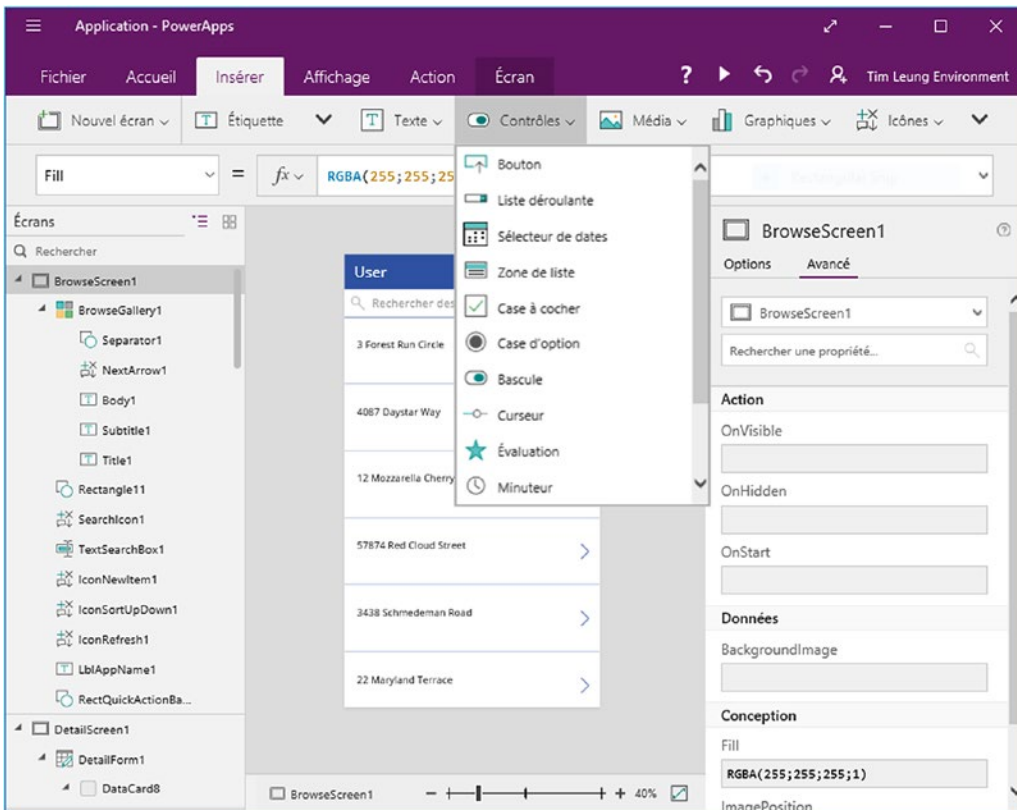 Application - PowerApps
Fichier Accueil Insérer Affichage Action Écran ? Tim Leung Environment
Nouvel écran Étiquette Texte Contrôles Média Graphiques Icônes
Fill = fx RGBA(255;255;25
Écrans
Rechercher
BrowseScreen1
BrowseGallery1
Separator1
NextArrow1
Body1
Subtitle1
Title1
Rectangle11
SearchIcon1
TextSearchBox1
IconNewItem1
IconSortUpDown1
IconRefresh1
LblAppName1
RectQuickActionBa...
DetailScreen1
DetailForm1
DataCard8
User
Rechercher des
3 Forest Run Circle
4087 Daystar Way
12 Mozzarella Cherry
57874 Red Cloud Street
3438 Schmedeman Road
22 Maryland Terrace
Bouton
Liste déroulante
Sélecteur de dates
Zone de liste
Case à cocher
Case d'option
Bascule
Curseur
Évaluation
Minuteur
BrowseScreen1 - + 40%
BrowseScreen1
Options Avancé
BrowseScreen1
Rechercher une propriété...
Action
OnVisible
OnHidden
OnStart
Données
BackgroundImage
Conception
Fill
RGBA(255;255;255;1)
ImagePosition